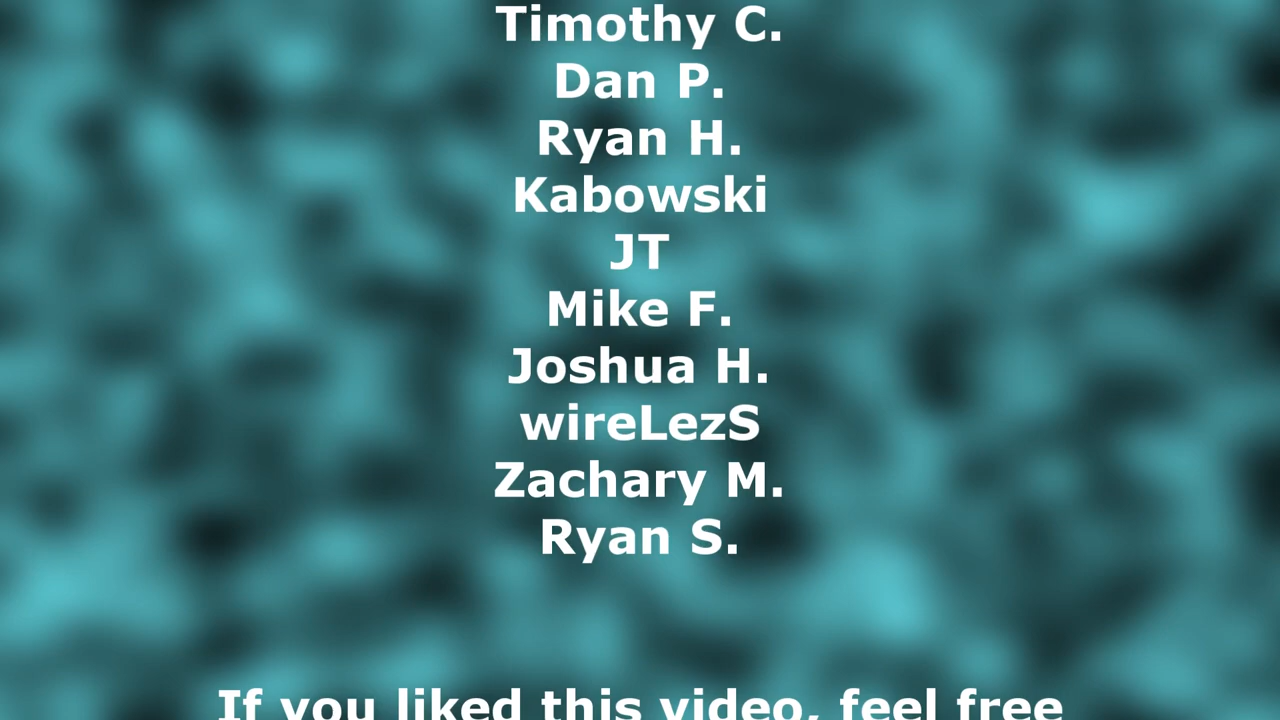 Timothy C.
Dan P.
Ryan H.
Kabowski
JT
Mike F.
Joshua H.
wireLezS
Zachary M.
Ryan S.
If you liked this video, feel free